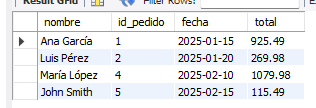 Result Grid Filter Rows:
nombre id_pedido fecha total
Ana García 1 2025-01-15 925.49
Luis Pérez 2 2025-01-20 269.98
María López 4 2025-02-10 1079.98
John Smith 5 2025-02-15 115.49